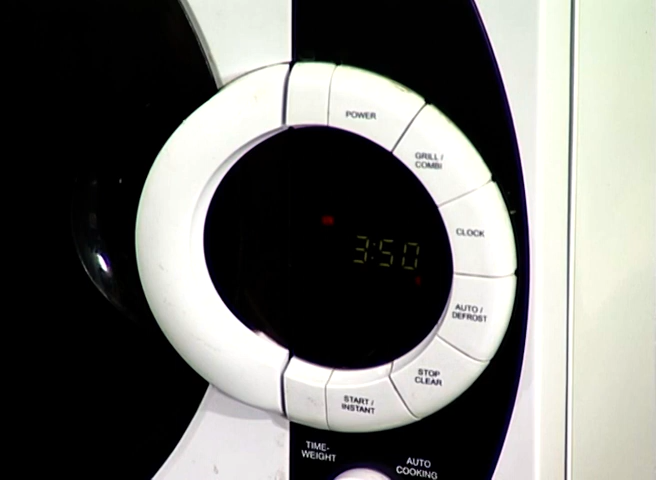 POWER
GRILL /
COMBI
3:50
CLOCK
AUTO /
DEFROST
STOP
CLEAR
START /
INSTANT
TIME-
WEIGHT
AUTO
COOKING